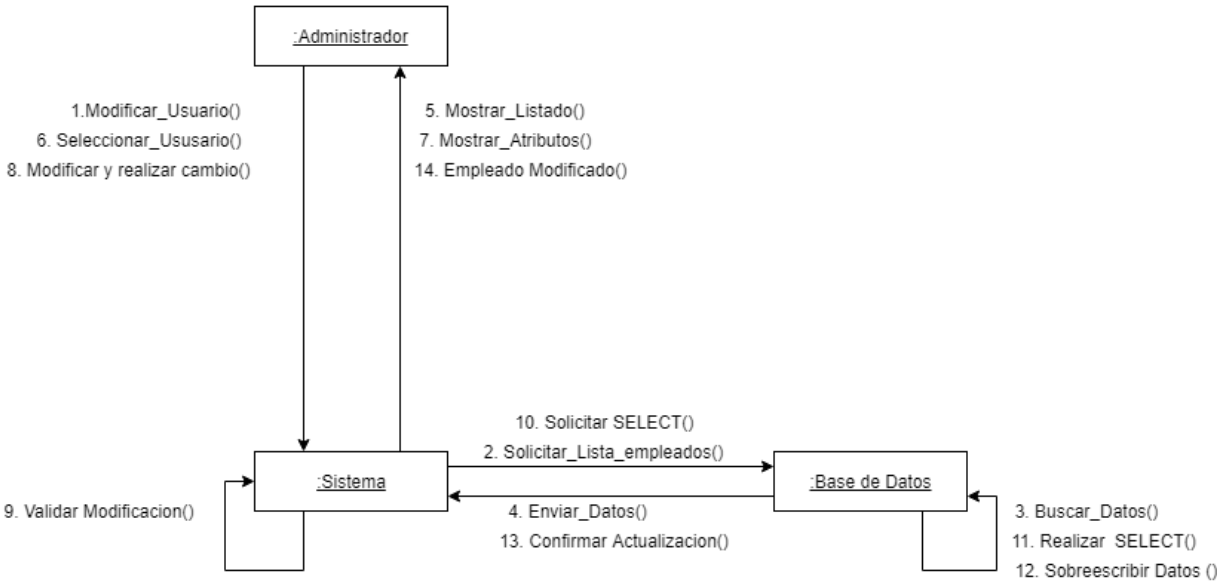 :Administrador
1.Modificar_Usuario()
6. Seleccionar_Ususario()
8. Modificar y realizar cambio()
5. Mostrar_Listado()
7. Mostrar_Atributos()
14. Empleado Modificado()
10. Solicitar SELECT()
2. Solicitar_Lista_empleados()
:Sistema
:Base de Datos
9. Validar Modificacion()
4. Enviar_Datos()
13. Confirmar Actualizacion()
3. Buscar_Datos()
11. Realizar SELECT()
12. Sobreescribir Datos ()